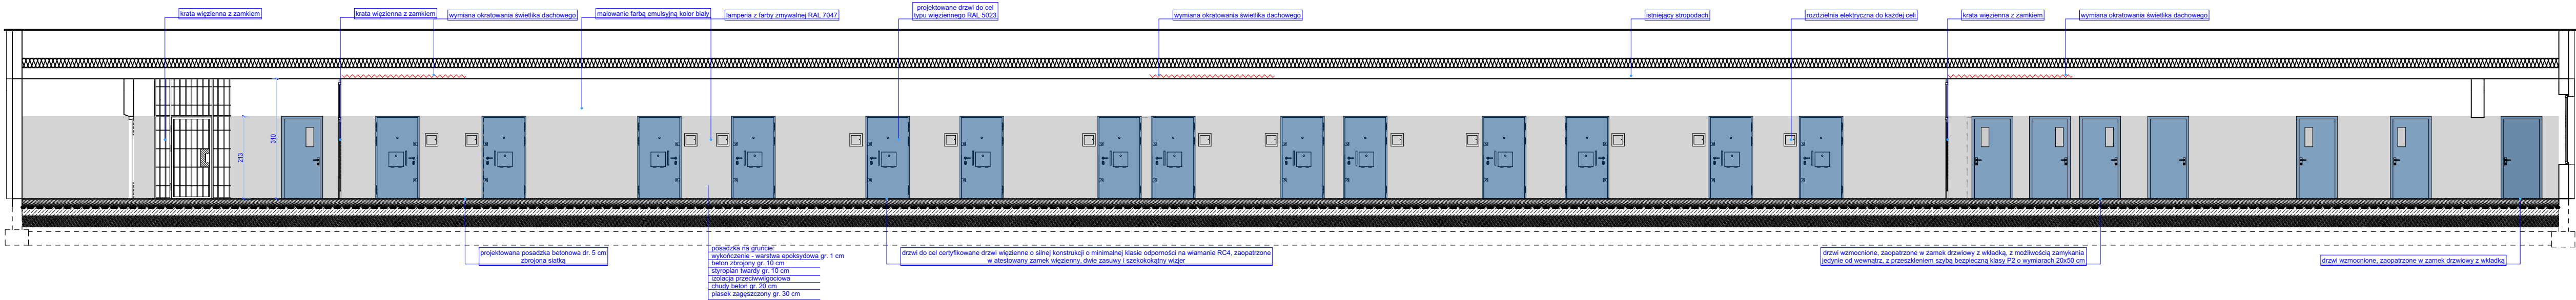 krata więzienna z zamkiem
krata więzienna z zamkiem
wymiana okratowania świetlika dachowego
malowanie farbą emulsyjną kolor biały
lamperia z farby zmywalnej RAL 7047
projektowane drzwi do cel
typu więziennego RAL 5023
wymiana okratowania świetlika dachowego
istniejący stropodach
rozdzielnia elektryczna do każdej celi
krata więzienna z zamkiem
wymiana okratowania świetlika dachowego
213
310
projektowana posadzka betonowa gr. 5 cm
zbrojona siatką
posadzka na gruncie:
wykończenie - warstwa epoksydowa gr. 1 cm
beton zbrojony gr. 10 cm
styropian twardy gr. 10 cm
izolacja przeciwwilgociowa
chudy beton gr. 20 cm
piasek zagęszczony gr. 30 cm
drzwi do cel certyfikowane drzwi więzienne o silnej konstrukcji o minimalnej klasie odporności na włamanie RC4, zaopatrzone
w atestowany zamek więzienny, dwie zasuwy i szekokokątny wizjer
drzwi wzmocnione, zaopatrzone w zamek drzwiowy z wkładką, z możliwością zamykania
jedynie od wewnątrz, z przeszkleniem szybą bezpieczną klasy P2 o wymiarach 20x50 cm
drzwi wzmocnione, zaopatrzone w zamek drzwiowy z wkładką